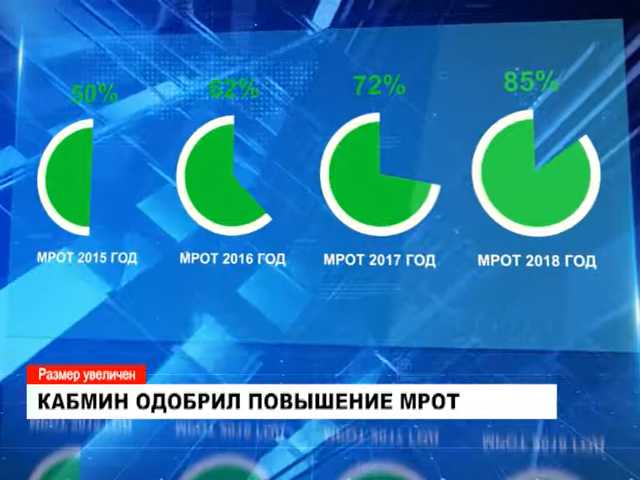 50% 62% 72% 85%
МРОТ 2015 ГОД МРОТ 2016 ГОД МРОТ 2017 ГОД МРОТ 2018 ГОД
Размер увеличен
КАБМИН ОДОБРИЛ ПОВЫШЕНИЕ МРОТ